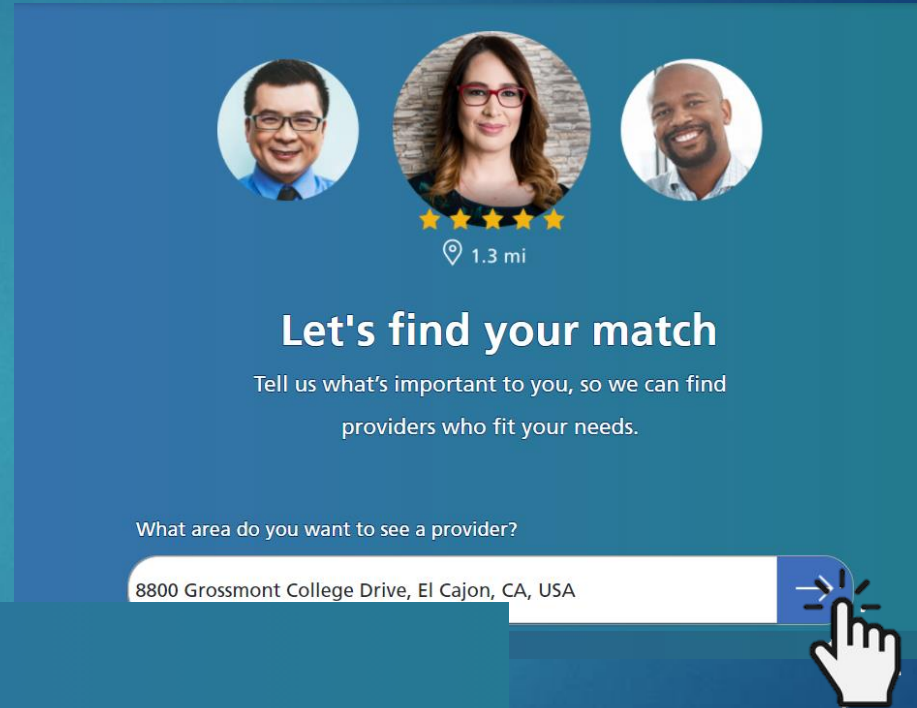 1.3 mi
Let's find your match
Tell us what's important to you, so we can find
providers who fit your needs.
What area do you want to see a provider?
8800 Grossmont College Drive, El Cajon, CA, USA